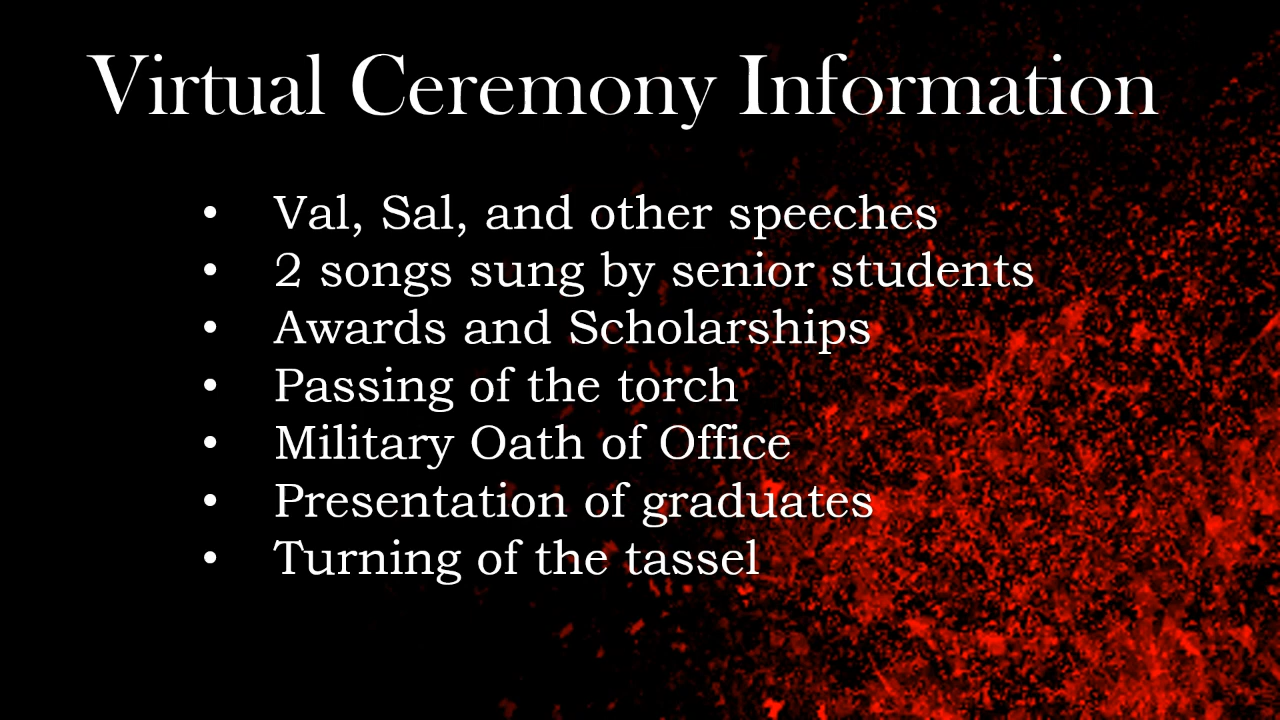 Virtual Ceremony Information
• Val, Sal, and other speeches
• 2 songs sung by senior students
• Awards and Scholarships
• Passing of the torch
• Military Oath of Office
• Presentation of graduates
• Turning of the tassel